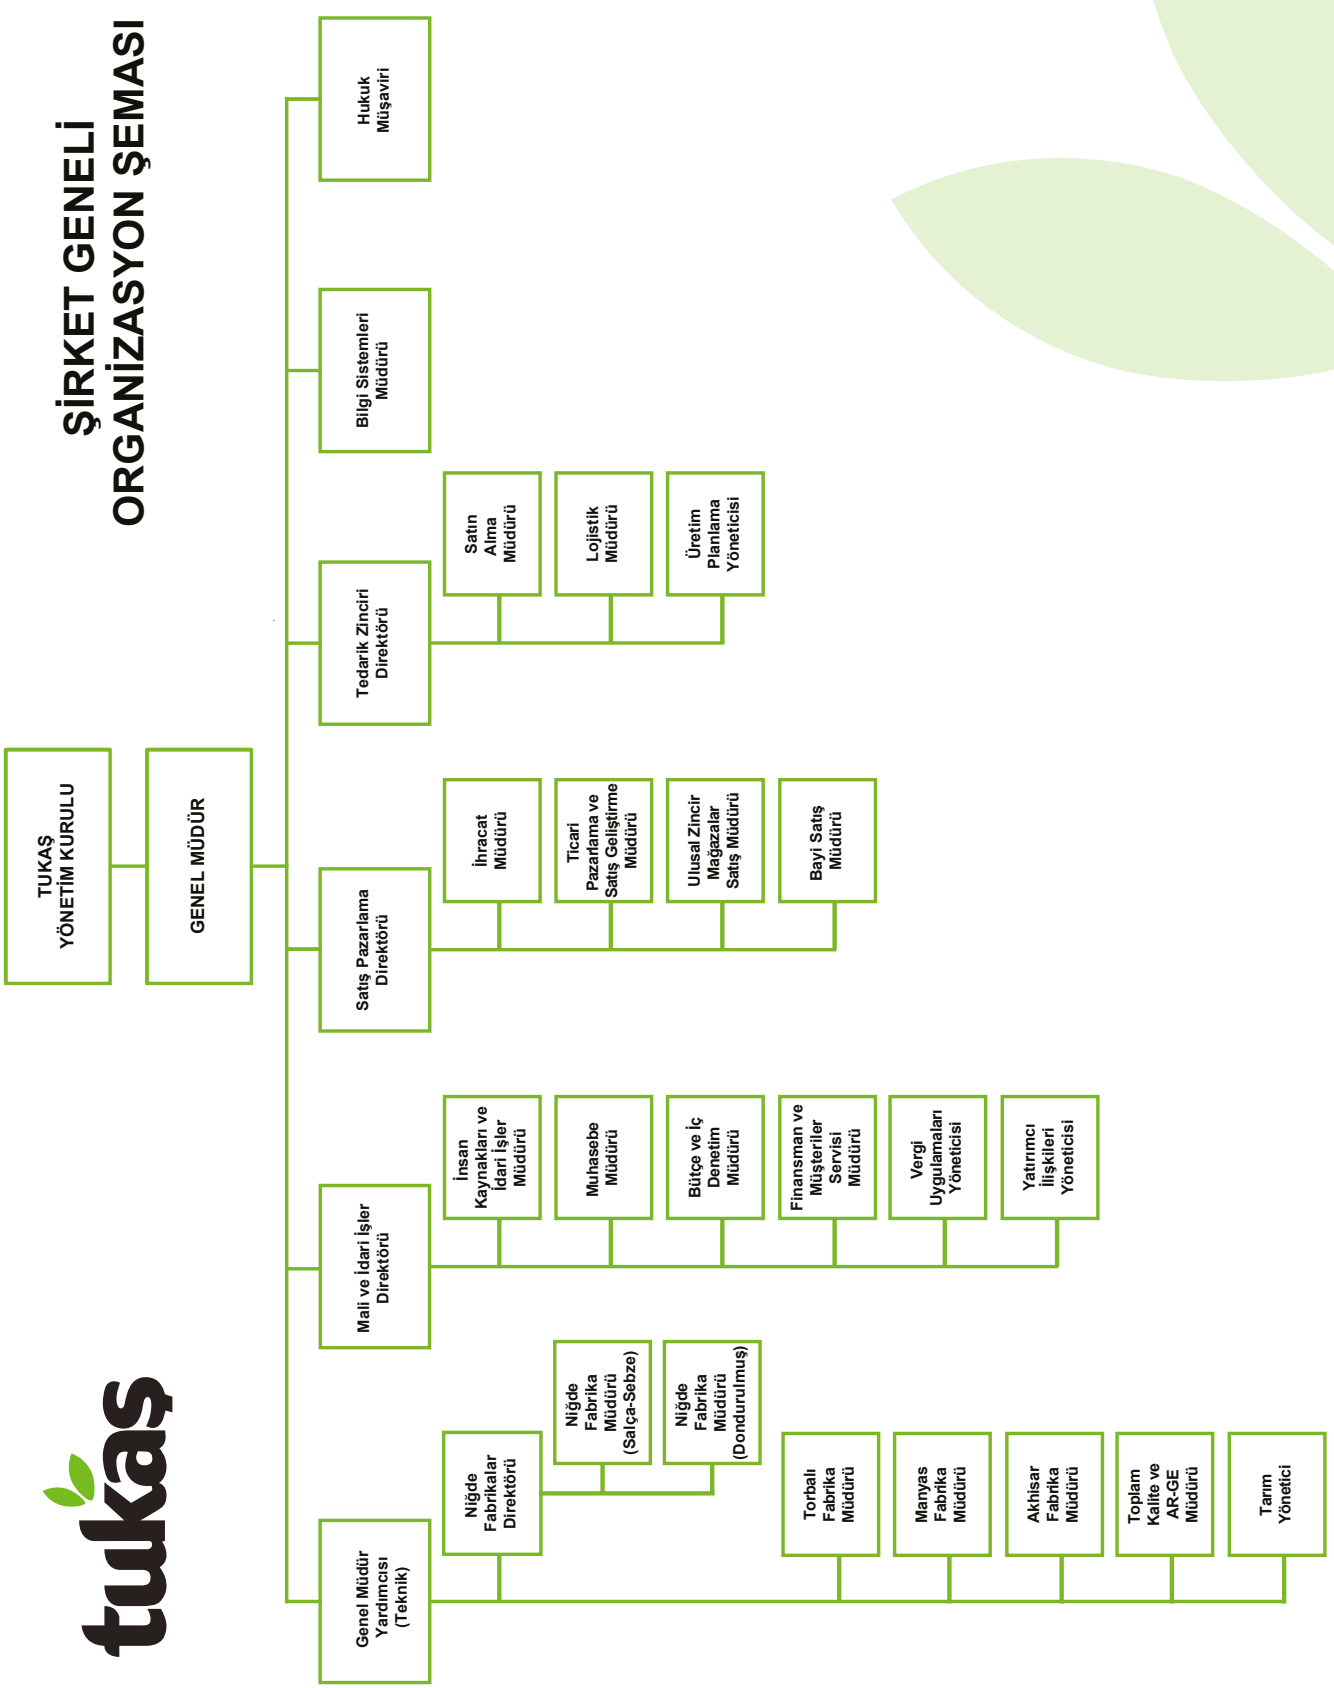 tukaş
ŞİRKET GENELİ
ORGANİZASYON ŞEMASI
TUKAŞ
YÖNETİM KURULU
GENEL MÜDÜR
Genel Müdür
Yardımcısı
(Teknik)
Mali ve İdari İşler
Direktörü
Satış Pazarlama
Direktörü
Tedarik Zinciri
Direktörü
Bilgi Sistemleri
Müdürü
Hukuk
Müşaviri
Niğde
Fabrikalar
Direktörü
Niğde
Fabrika
Müdürü
(Salça-Sebze)
Niğde
Fabrika
Müdürü
(Dondurulmuş)
Torbalı
Fabrika
Müdürü
Manyas
Fabrika
Müdürü
Akhisar
Fabrika
Müdürü
Toplam
Kalite ve
AR-GE
Müdürü
Tarım
Yönetici
İnsan
Kaynakları ve
İdari İşler
Müdürü
Muhasebe
Müdürü
Bütçe ve İç
Denetim
Müdürü
Finansman ve
Müşteriler
Servisi
Müdürü
Vergi
Uygulamaları
Yöneticisi
Yatırımcı
İlişkileri
Yöneticisi
İhracat
Müdürü
Ticari
Pazarlama ve
Satış Geliştirme
Müdürü
Ulusal Zincir
Mağazalar
Satış Müdürü
Bayi Satış
Müdürü
Satın
Alma
Müdürü
Lojistik
Müdürü
Üretim
Planlama
Yöneticisi